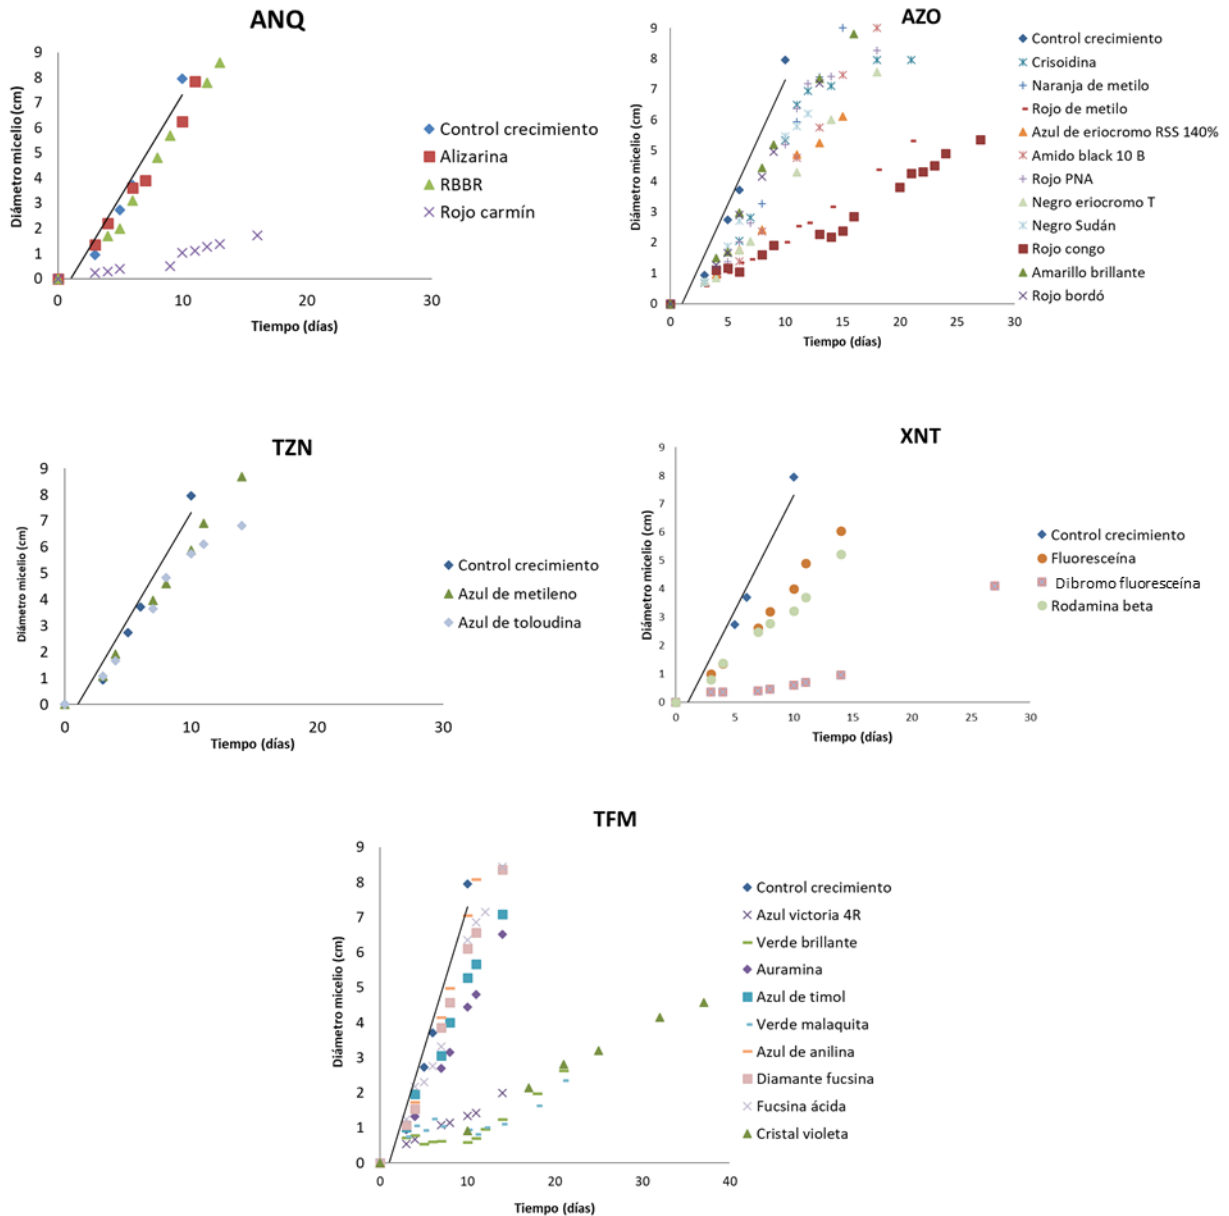 ANQ
Diámetro micelio (cm)
9
8
7
6
5
4
3
2
1
0
0
10
20
30
Tiempo (días)
Control crecimiento
Alizarina
RBBR
Rojo carmín
AZO
Diámetro micelio (cm)
9
8
7
6
5
4
3
2
1
0
0
5
10
15
20
25
30
Tiempo (días)
Control crecimiento
Crisoidina
Naranja de metilo
Rojo de metilo
Azul de eriocromo RSS 140%
Amido black 10 B
Rojo PNA
Negro eriocromo T
Negro Sudán
Rojo congo
Amarillo brillante
Rojo bordó
TZN
Diámetro micelio (cm)
9
8
7
6
5
4
3
2
1
0
0
10
20
30
Tiempo (días)
Control crecimiento
Azul de metileno
Azul de toloudina
XNT
Diámetro micelio (cm)
9
8
7
6
5
4
3
2
1
0
0
5
10
15
20
25
30
Tiempo (días)
Control crecimiento
Fluoresceína
Dibromo fluoresceína
Rodamina beta
TFM
Diámetro micelio (cm)
9
8
7
6
5
4
3
2
1
0
0
10
20
30
40
Tiempo (días)
Control crecimiento
Azul victoria 4R
Verde brillante
Auramina
Azul de timol
Verde malaquita
Azul de anilina
Diamante fucsina
Fucsina ácida
Cristal violeta